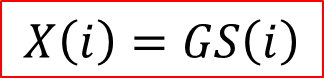 X(i) = GS(i)